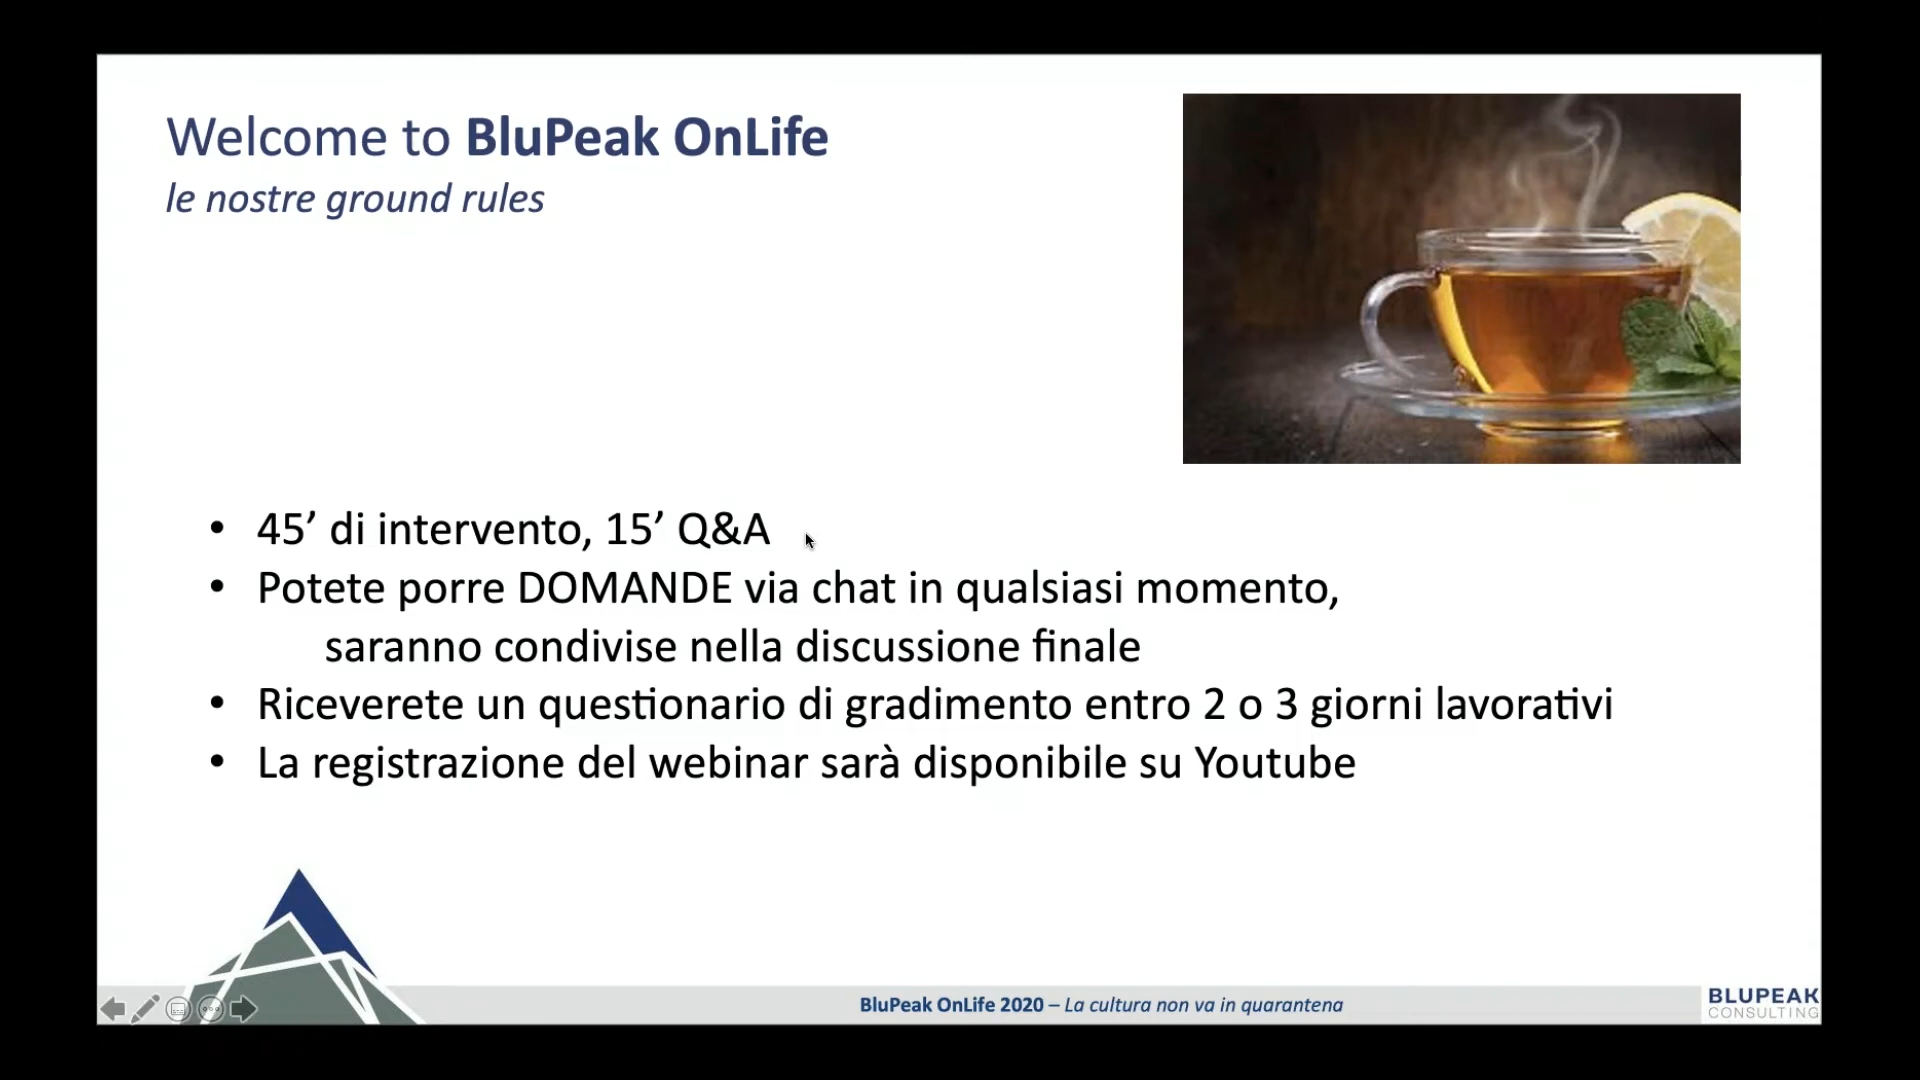 Welcome to BluPeak OnLife
le nostre ground rules
• 45’ di intervento, 15’ Q&A
• Potete porre DOMANDE via chat in qualsiasi momento,
saranno condivise nella discussione finale
• Riceverete un questionario di gradimento entro 2 o 3 giorni lavorativi
• La registrazione del webinar sarà disponibile su Youtube
BluPeak OnLife 2020 – La cultura non va in quarantena
BLUPEAK
CONSULTING